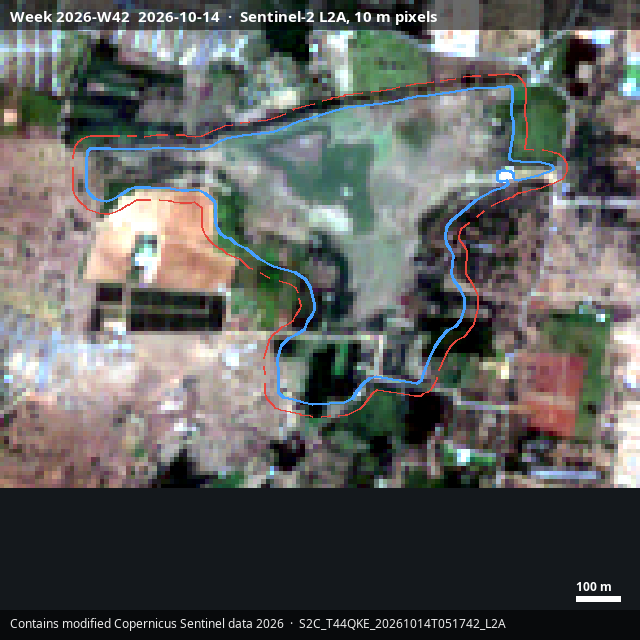 Week 2026-W42  2026-10-14  ·  Sentinel-2 L2A, 10 m pixels
100 m
Contains modified Copernicus Sentinel data 2026  ·  S2C_T44QKE_20261014T051742_L2A